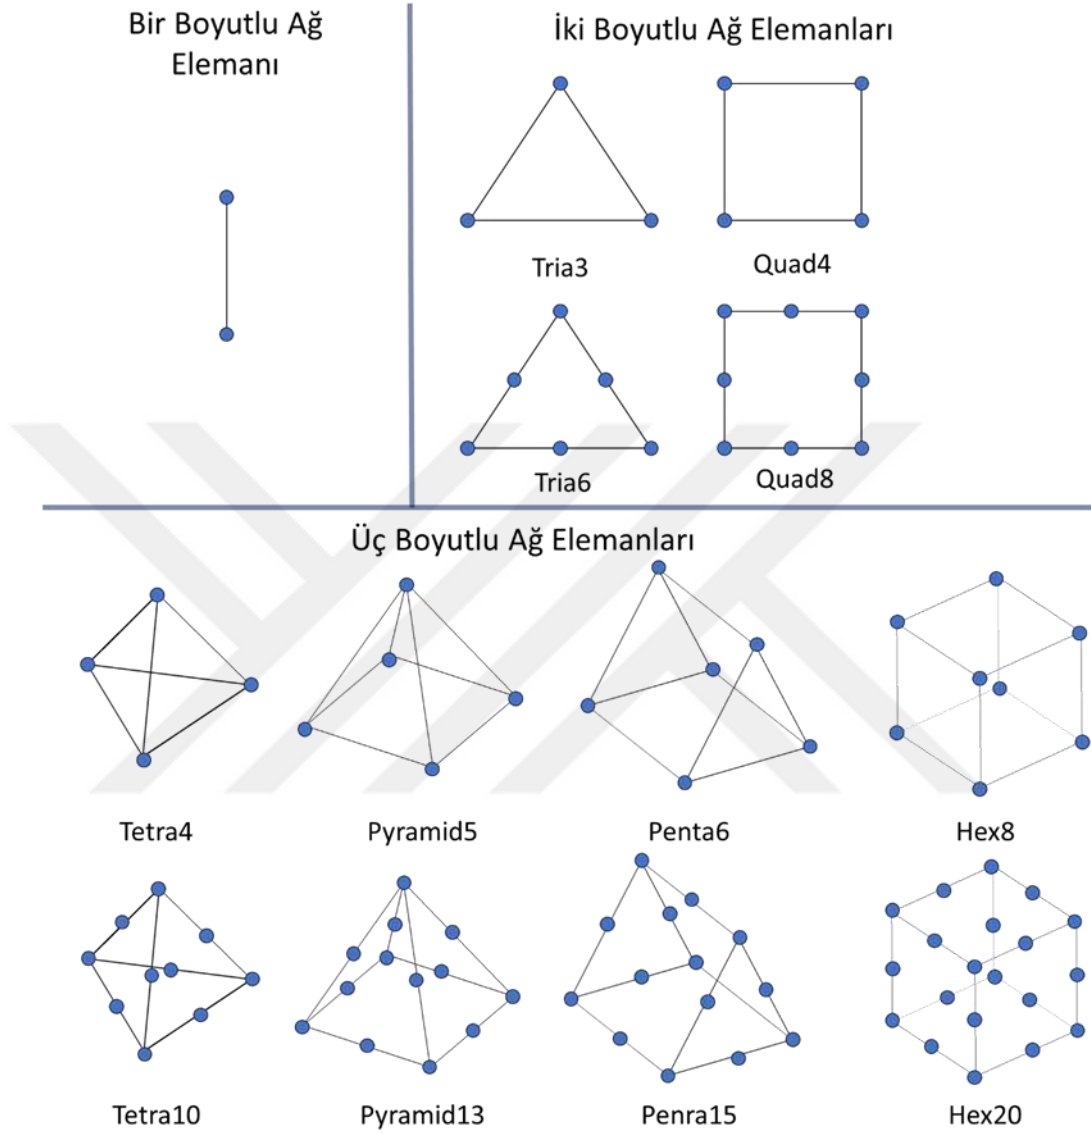 Bir Boyutlu Ağ
Elemanı
İki Boyutlu Ağ Elemanları
Tria3
Quad4
Tria6
Quad8
Üç Boyutlu Ağ Elemanları
Tetra4
Pyramid5
Penta6
Hex8
Tetra10
Pyramid13
Penra15
Hex20